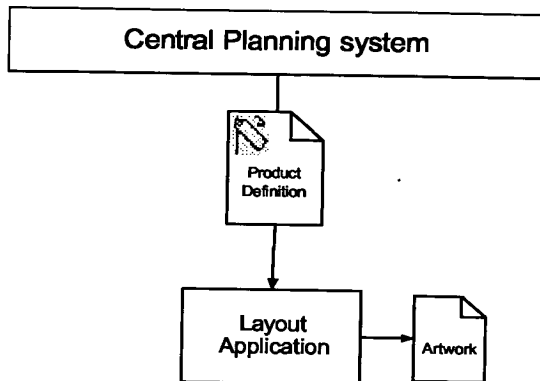 Central Planning system
Product
Definition
Layout
Application
Artwork